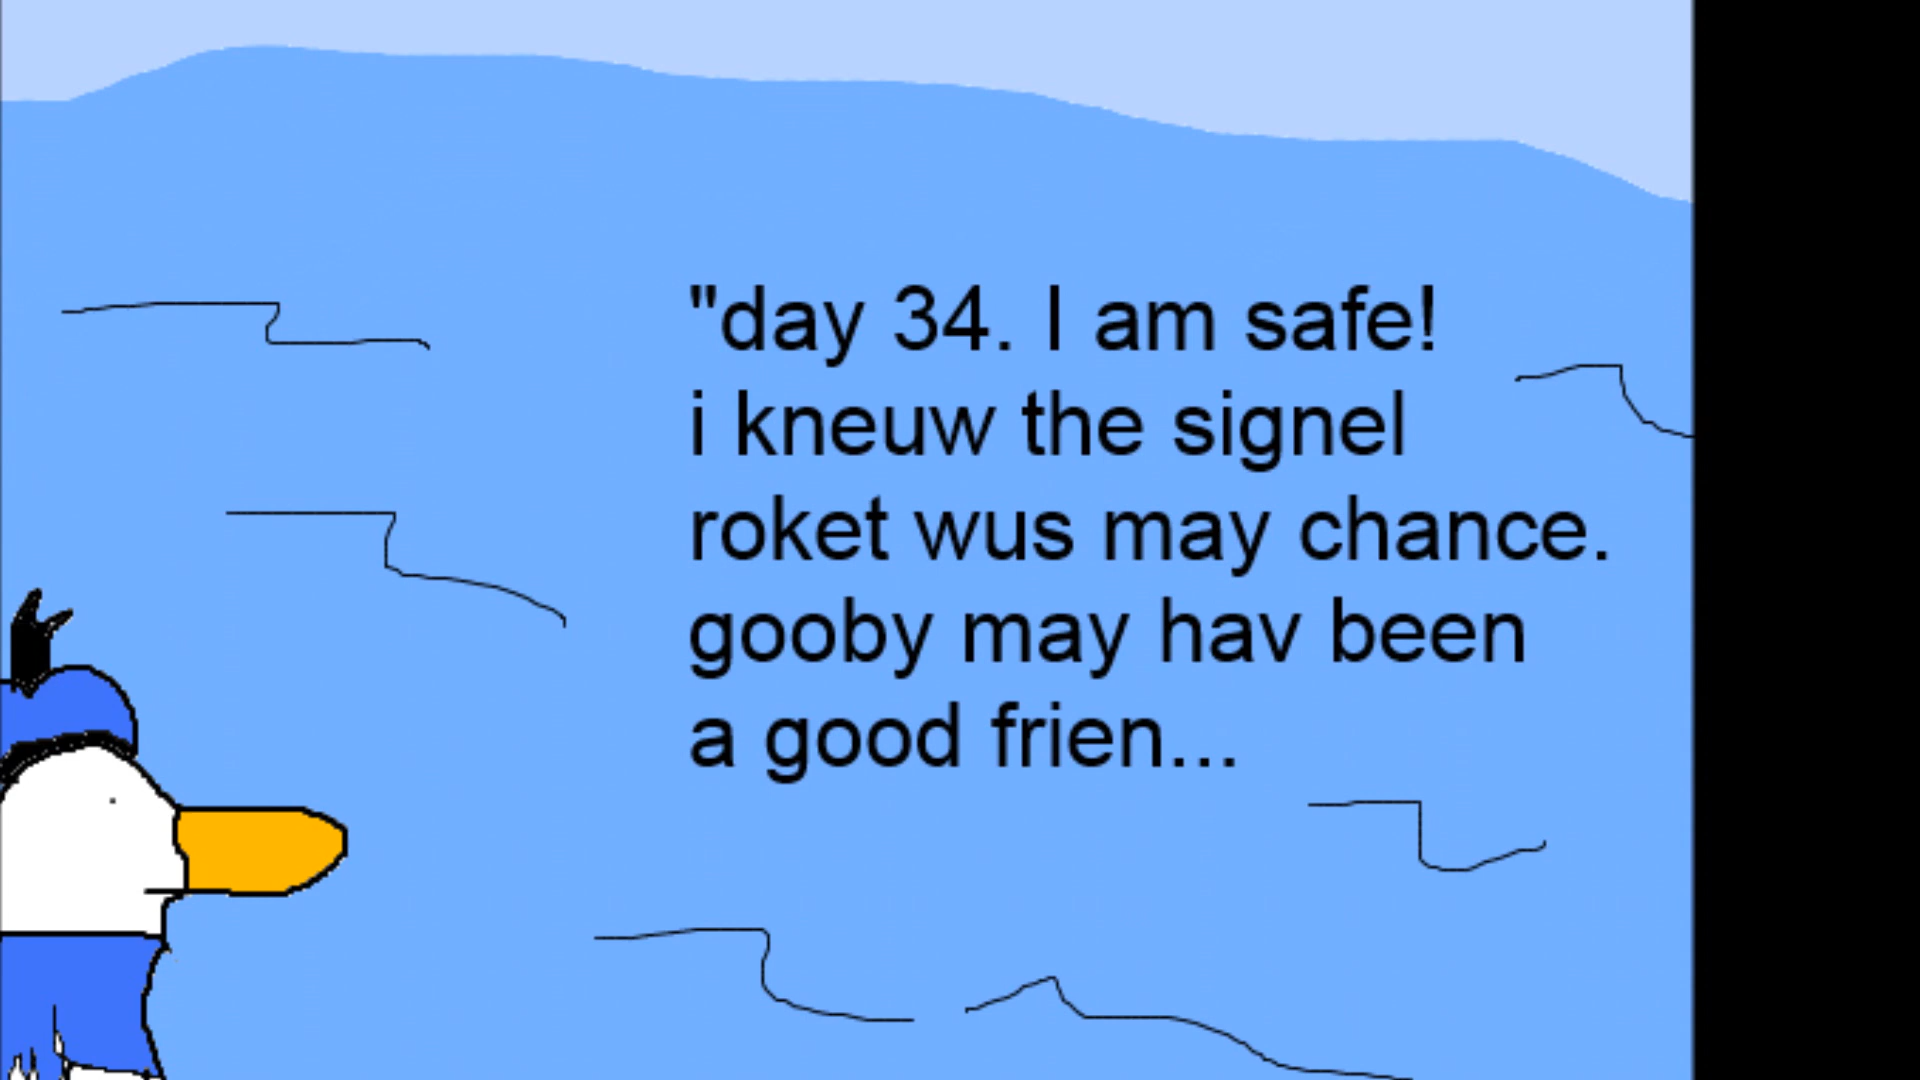 "day 34. I am safe!
i kneuw the signel
roket wus may chance.
gooby may hav been
a good frien...